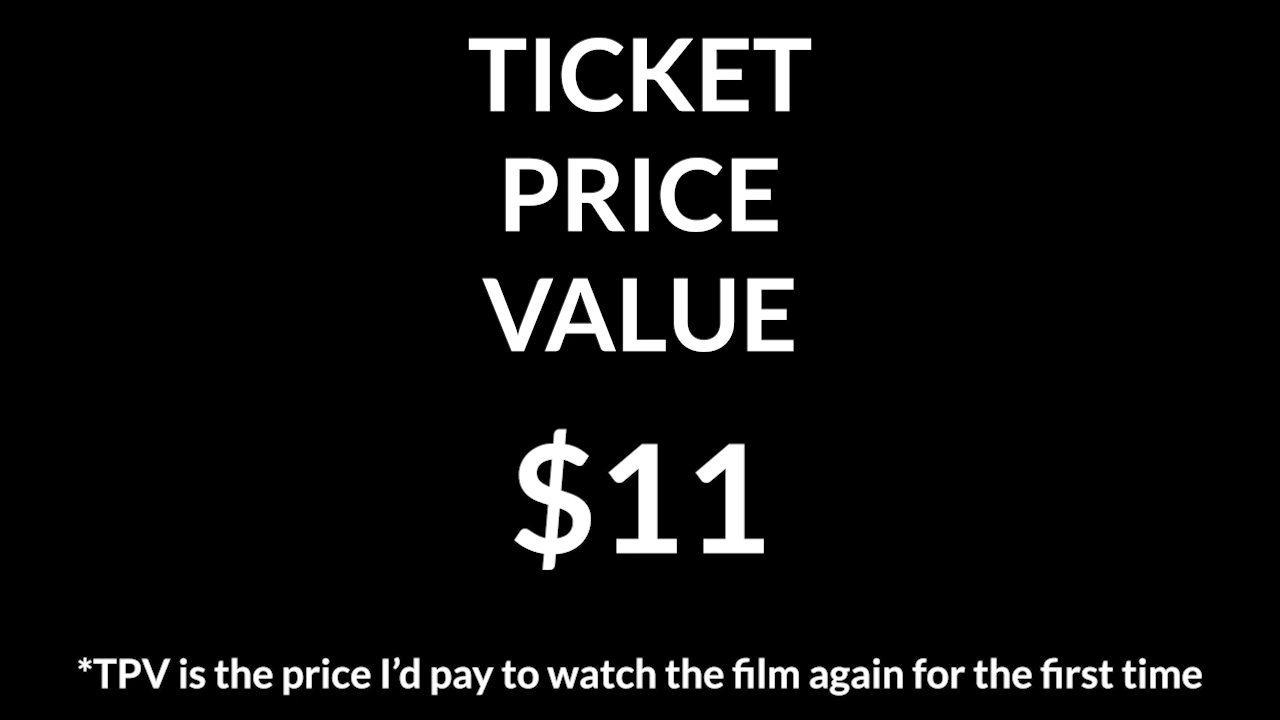 TICKET
PRICE
VALUE
$11
*TPV is the price I’d pay to watch the film again for the first time